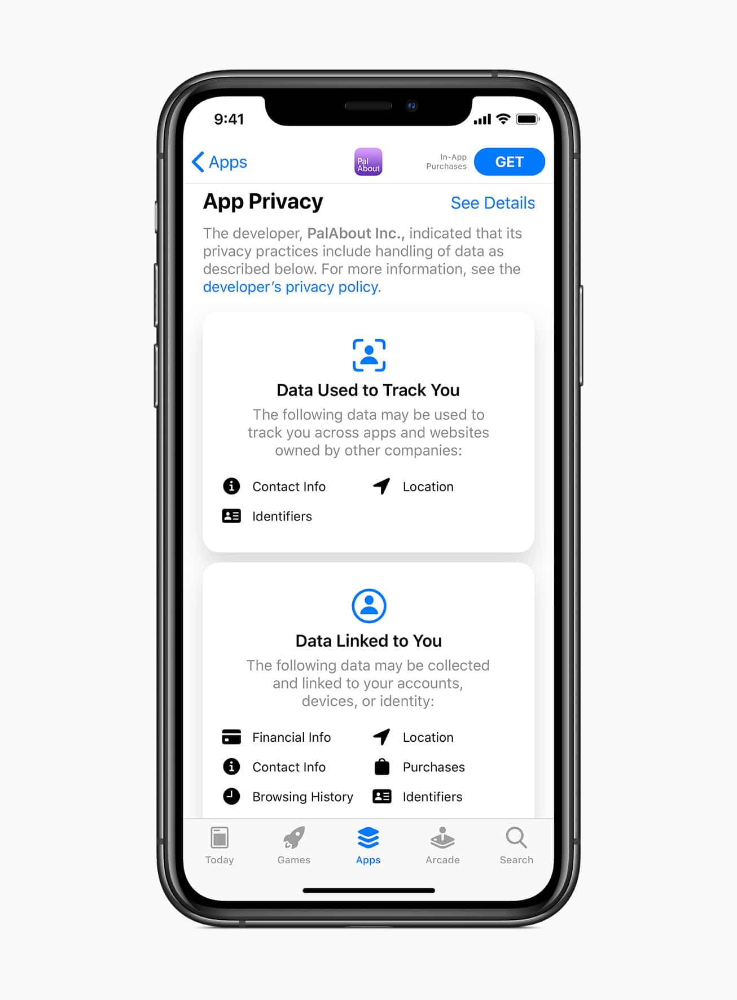 9:41
Apps
Pal
About
In-App
Purchases
GET
App Privacy
See Details
The developer, PalAbout Inc., indicated that its
privacy practices include handling of data as
described below. For more information, see the
developer’s privacy policy.
Data Used to Track You
The following data may be used to
track you across apps and websites
owned by other companies:
Contact Info
Location
Identifiers
Data Linked to You
The following data may be collected
and linked to your accounts,
devices, or identity:
Financial Info
Location
Contact Info
Purchases
Browsing History
Identifiers
Today
Games
Apps
Arcade
Search